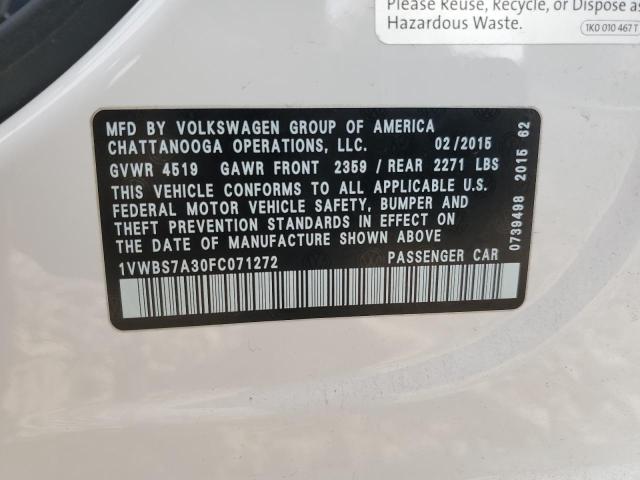 Please Reuse, Recycle, or Dispose as
Hazardous Waste.
1K0 010 467 T
MFD BY VOLKSWAGEN GROUP OF AMERICA
CHATTANOOGA OPERATIONS, LLC. 02/2015
GVWR 4519 GAWR FRONT 2359 / REAR 2271 LBS
THIS VEHICLE CONFORMS TO ALL APPLICABLE U.S.
FEDERAL MOTOR VEHICLE SAFETY, BUMPER AND
THEFT PREVENTION STANDARDS IN EFFECT ON
THE DATE OF MANUFACTURE SHOWN ABOVE
1VWBS7A30FC071272 PASSENGER CAR
0739498 2015 62